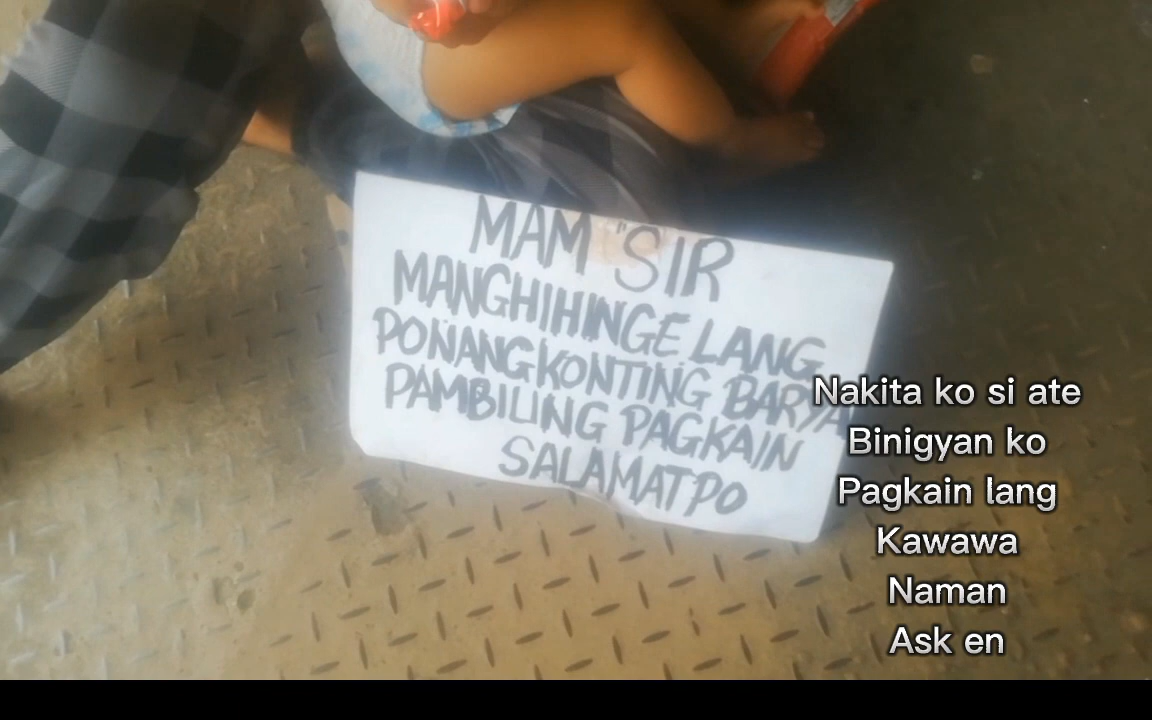 MAM "SIR
MANGHIHINGE LANG
PO NANG KONTING BARYA
PAMBILING PAGKAIN
SALAMAT PO
Nakita ko si ate
Binigyan ko
Pagkain lang
Kawawa
Naman
Ask en